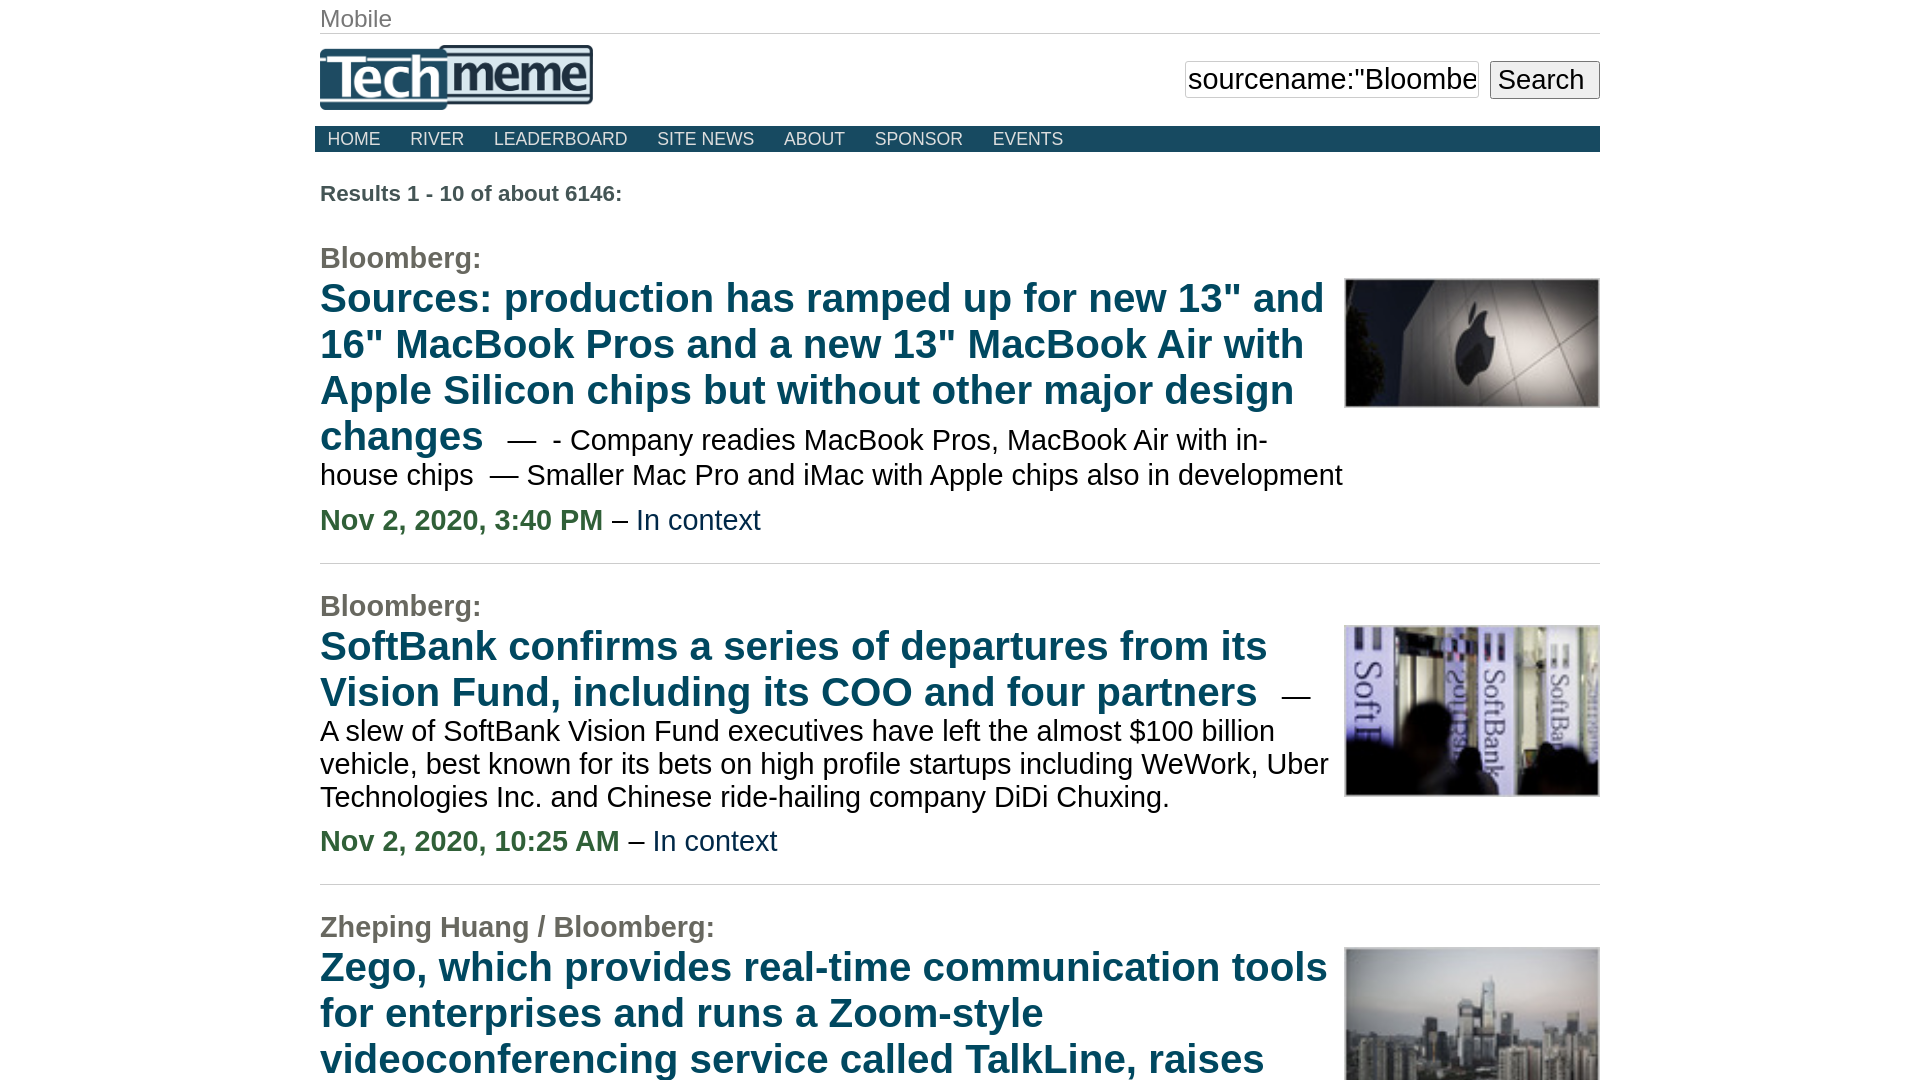 Mobile
Techmeme
sourcename:"Bloombe
Search
HOME RIVER LEADERBOARD SITE NEWS ABOUT SPONSOR EVENTS
Results 1 - 10 of about 6146:
Bloomberg:
Sources: production has ramped up for new 13" and
16" MacBook Pros and a new 13" MacBook Air with
Apple Silicon chips but without other major design
changes — - Company readies MacBook Pros, MacBook Air with in-
house chips — Smaller Mac Pro and iMac with Apple chips also in development
Nov 2, 2020, 3:40 PM – In context
Bloomberg:
SoftBank confirms a series of departures from its
Vision Fund, including its COO and four partners —
A slew of SoftBank Vision Fund executives have left the almost $100 billion
vehicle, best known for its bets on high profile startups including WeWork, Uber
Technologies Inc. and Chinese ride-hailing company DiDi Chuxing.
SoftB
SoftBank
SoftBank
SoftBa
Nov 2, 2020, 10:25 AM – In context
Zheping Huang / Bloomberg:
Zego, which provides real-time communication tools
for enterprises and runs a Zoom-style
videoconferencing service called TalkLine, raises